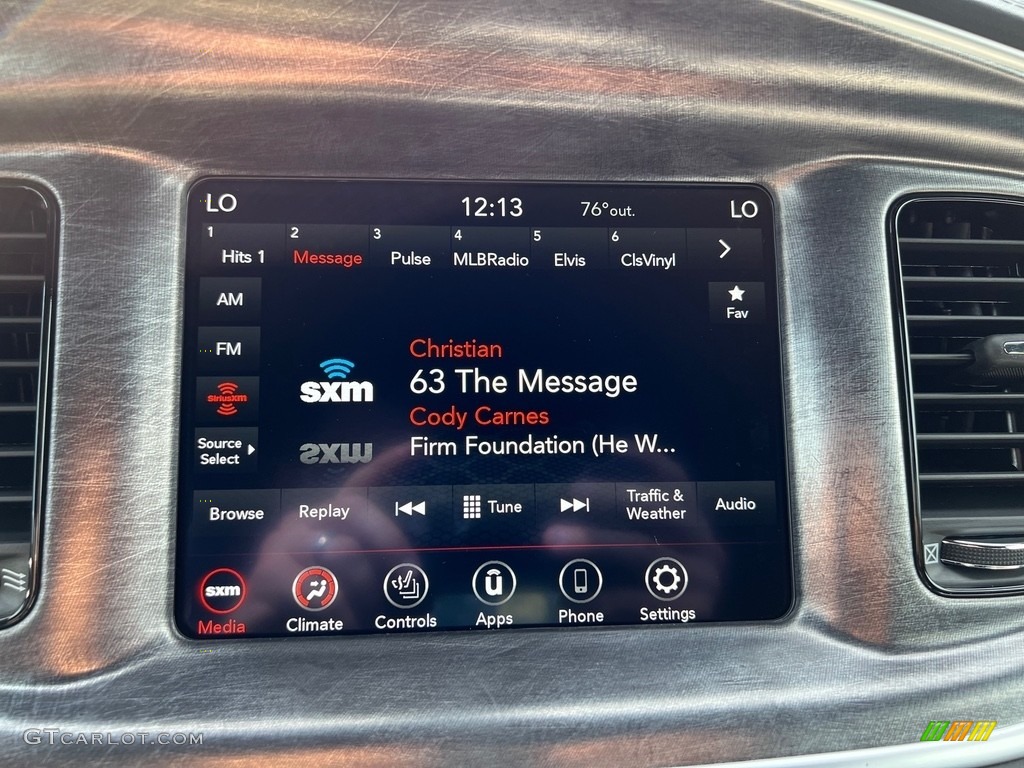 LO 12:13 76°out. LO
1 2 3 4 5 6
Hits 1 Message Pulse MLBRadio Elvis ClsVinyl
AM
Fav
FM
Christian
sxm
63 The Message
SiriusXM
Cody Carnes
Source
Select
Firm Foundation (He W...
Browse Replay Tune Traffic &
Weather Audio
sxm
Media Climate Controls Apps Phone Settings
GTCARLOT.COM